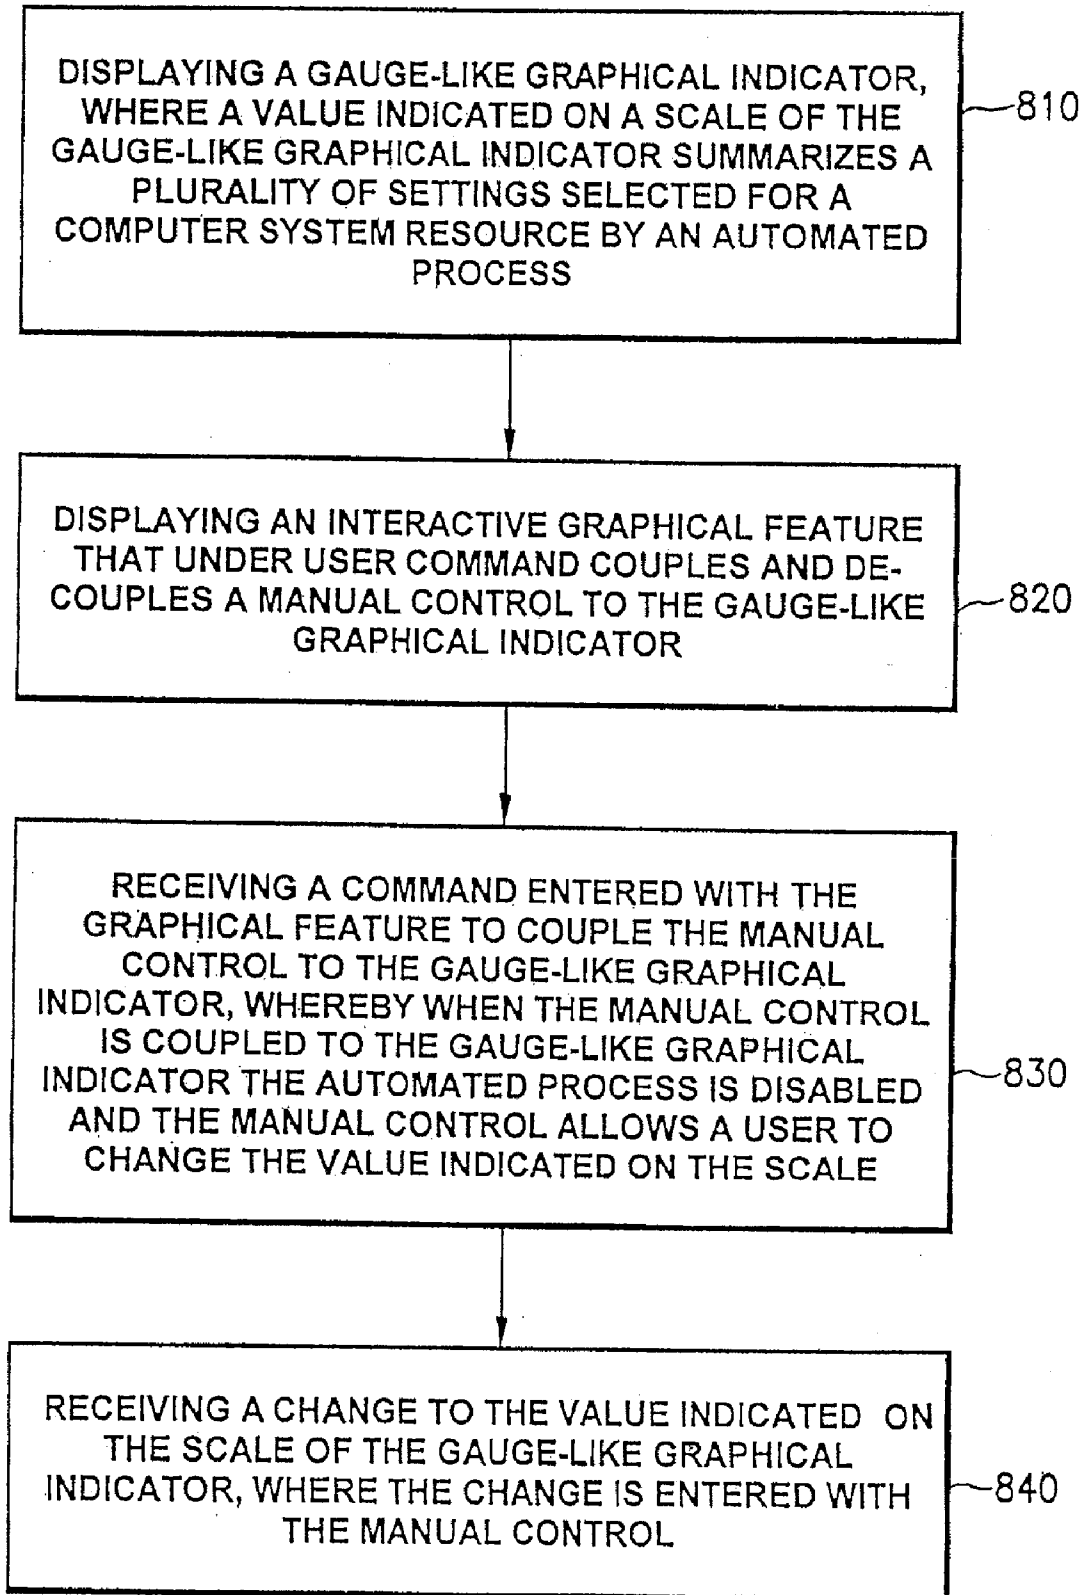 DISPLAYING A GAUGE-LIKE GRAPHICAL INDICATOR,
WHERE A VALUE INDICATED ON A SCALE OF THE
GAUGE-LIKE GRAPHICAL INDICATOR SUMMARIZES A
PLURALITY OF SETTINGS SELECTED FOR A
COMPUTER SYSTEM RESOURCE BY AN AUTOMATED
PROCESS
810
DISPLAYING AN INTERACTIVE GRAPHICAL FEATURE
THAT UNDER USER COMMAND COUPLES AND DE-
COUPLES A MANUAL CONTROL TO THE GAUGE-LIKE
GRAPHICAL INDICATOR
820
RECEIVING A COMMAND ENTERED WITH THE
GRAPHICAL FEATURE TO COUPLE THE MANUAL
CONTROL TO THE GAUGE-LIKE GRAPHICAL
INDICATOR, WHEREBY WHEN THE MANUAL CONTROL
IS COUPLED TO THE GAUGE-LIKE GRAPHICAL
INDICATOR THE AUTOMATED PROCESS IS DISABLED
AND THE MANUAL CONTROL ALLOWS A USER TO
CHANGE THE VALUE INDICATED ON THE SCALE
830
RECEIVING A CHANGE TO THE VALUE INDICATED ON
THE SCALE OF THE GAUGE-LIKE GRAPHICAL
INDICATOR, WHERE THE CHANGE IS ENTERED WITH
THE MANUAL CONTROL
840